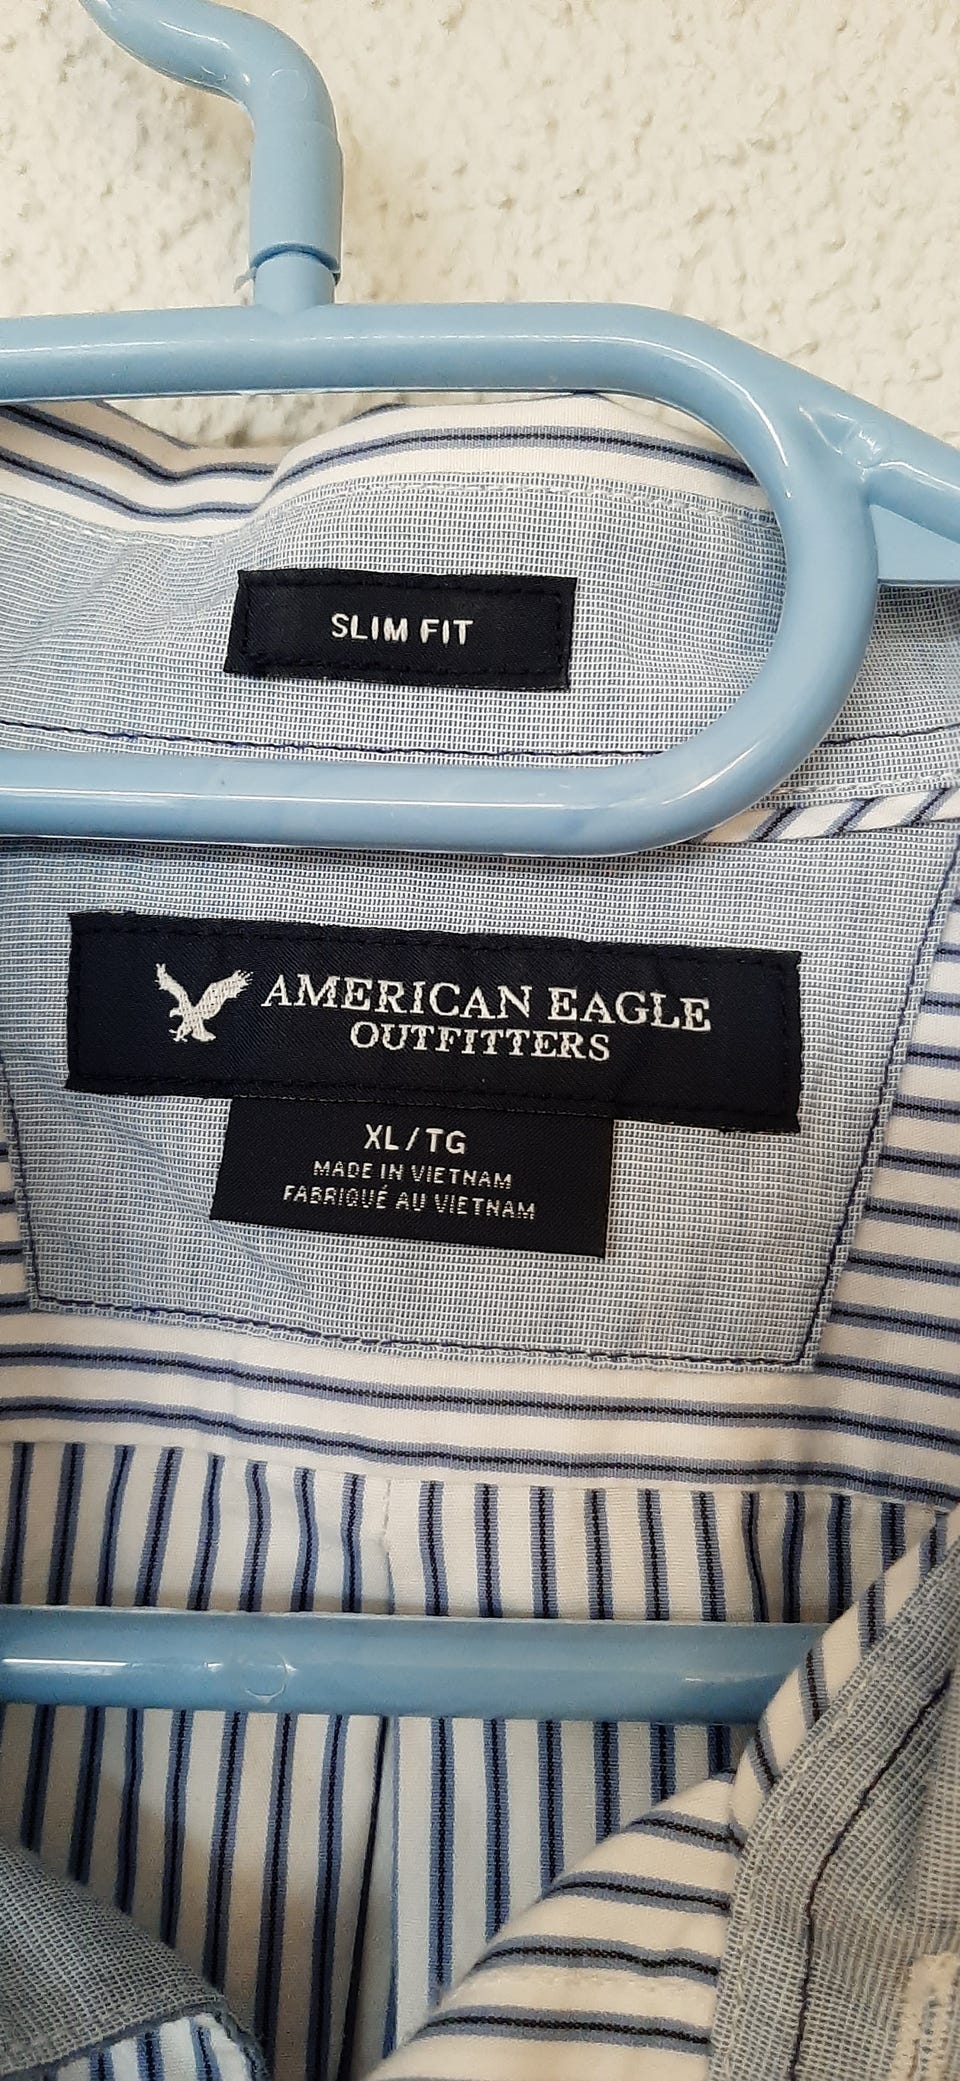 SLIM FIT
AMERICAN EAGLE
OUTFITTERS
XL/TG
MADE IN VIETNAM
FABRIQUÉ AU VIETNAM